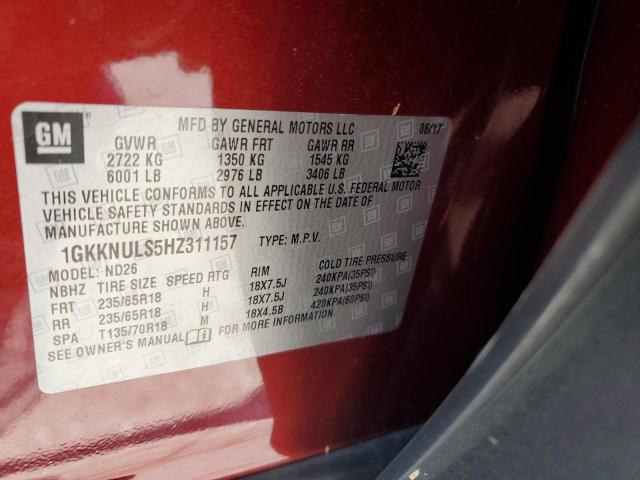 GM
MFD BY GENERAL MOTORS LLC 06/17
GVWR GAWR FRT GAWR RR
2722 KG 1350 KG 1545 KG
6001 LB 2976 LB 3406 LB
THIS VEHICLE CONFORMS TO ALL APPLICABLE U.S. FEDERAL MOTOR
VEHICLE SAFETY STANDARDS IN EFFECT ON THE DATE OF
MANUFACTURE SHOWN ABOVE.
1GKKNULS5HZ311157 TYPE: M.P.V.
MODEL: ND26
NBHZ TIRE SIZE SPEED RTG RIM COLD TIRE PRESSURE
FRT 235/65R18 H 18X7.5J 240KPA(35PSI)
RR 235/65R18 H 18X7.5J 240KPA(35PSI)
SPA T135/70R18 M 18X4.5B 420KPA(60PSI)
SEE OWNER'S MANUAL FOR MORE INFORMATION.